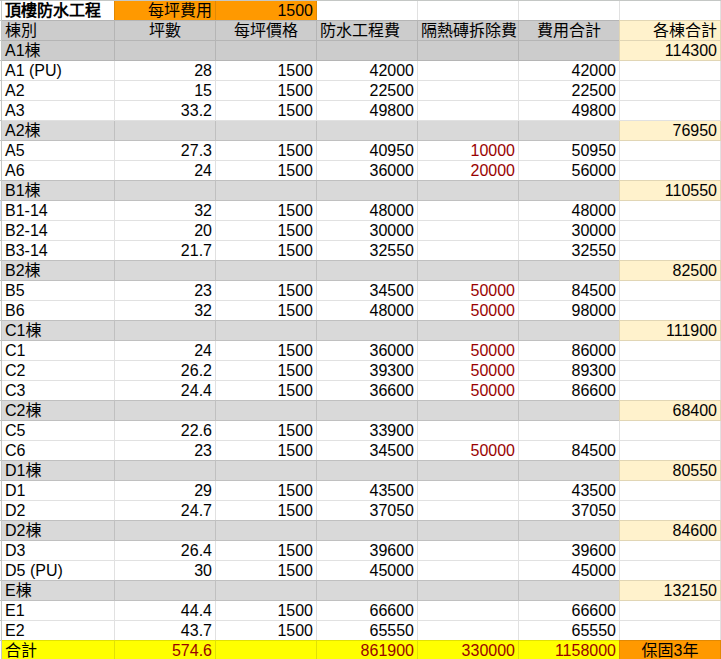 頂樓防水工程 每坪費用 1500
棟別 坪數 每坪價格 防水工程費 隔熱磚拆除費 費用合計 各棟合計
A1棟 114300
A1 (PU) 28 1500 42000 42000
A2 15 1500 22500 22500
A3 33.2 1500 49800 49800
A2棟 76950
A5 27.3 1500 40950 10000 50950
A6 24 1500 36000 20000 56000
B1棟 110550
B1-14 32 1500 48000 48000
B2-14 20 1500 30000 30000
B3-14 21.7 1500 32550 32550
B2棟 82500
B5 23 1500 34500 50000 84500
B6 32 1500 48000 50000 98000
C1棟 111900
C1 24 1500 36000 50000 86000
C2 26.2 1500 39300 50000 89300
C3 24.4 1500 36600 50000 86600
C2棟 68400
C5 22.6 1500 33900
C6 23 1500 34500 50000 84500
D1棟 80550
D1 29 1500 43500 43500
D2 24.7 1500 37050 37050
D2棟 84600
D3 26.4 1500 39600 39600
D5 (PU) 30 1500 45000 45000
E棟 132150
E1 44.4 1500 66600 66600
E2 43.7 1500 65550 65550
合計 574.6 861900 330000 1158000 保固3年